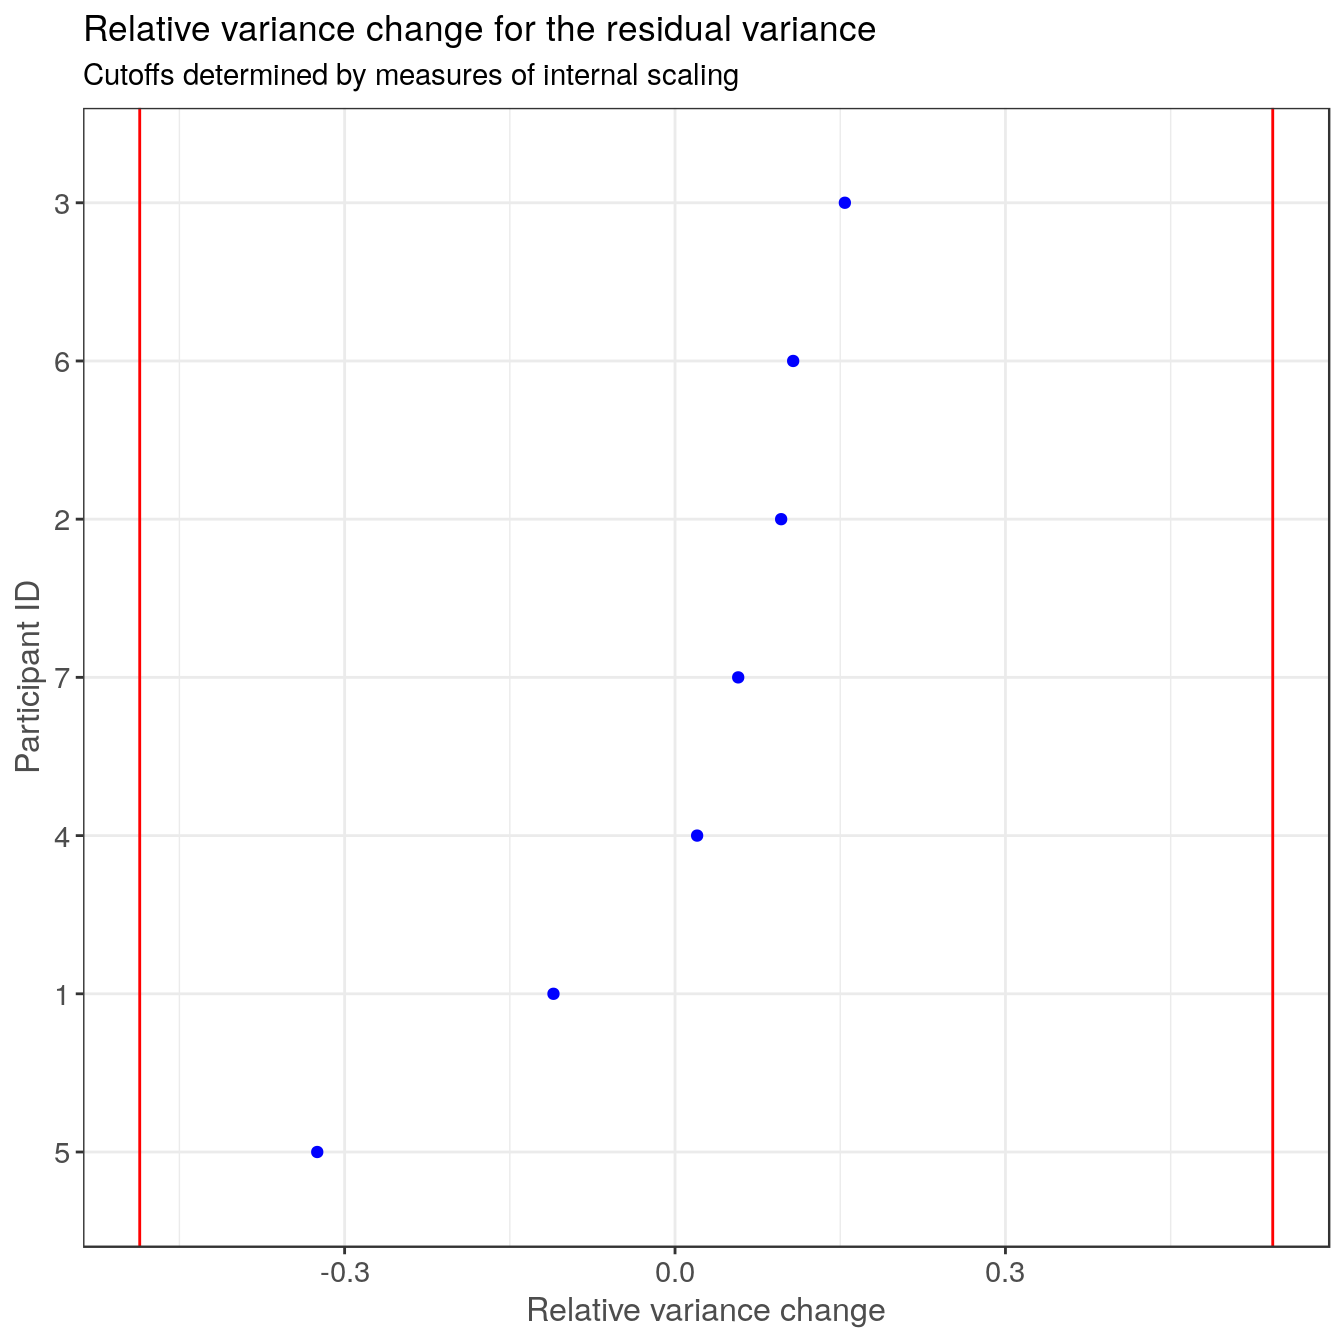 Relative variance change for the residual variance
Cutoffs determined by measures of internal scaling
Participant ID
3
6
2
7
4
1
5
-0.3
0.0
0.3
Relative variance change